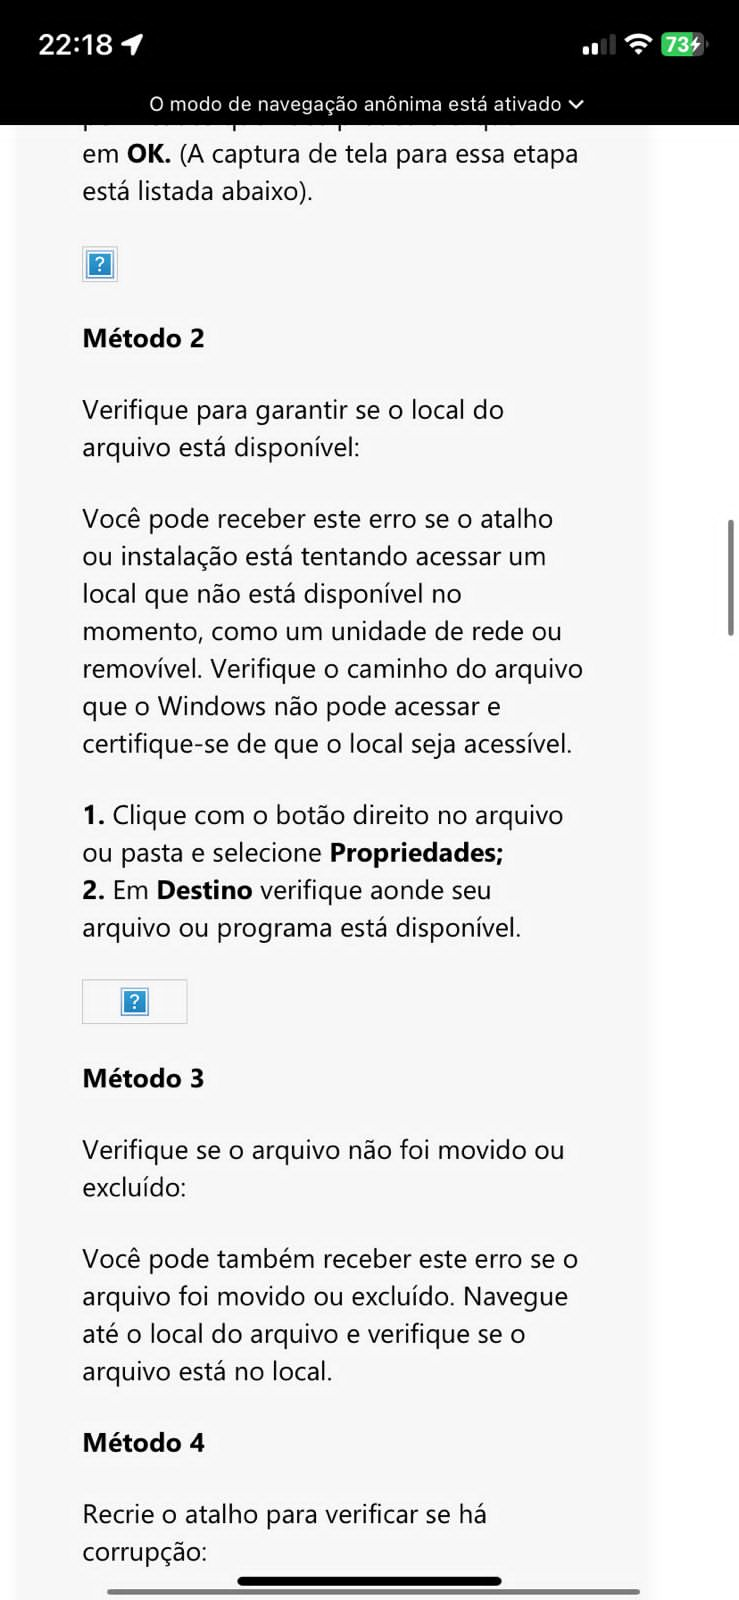 22:18
73
O modo de navegação anônima está ativado
em OK. (A captura de tela para essa etapa
está listada abaixo).
?
Método 2
Verifique para garantir se o local do
arquivo está disponível:
Você pode receber este erro se o atalho
ou instalação está tentando acessar um
local que não está disponível no
momento, como um unidade de rede ou
removível. Verifique o caminho do arquivo
que o Windows não pode acessar e
certifique-se de que o local seja acessível.
1. Clique com o botão direito no arquivo
ou pasta e selecione Propriedades;
2. Em Destino verifique aonde seu
arquivo ou programa está disponível.
?
Método 3
Verifique se o arquivo não foi movido ou
excluído:
Você pode também receber este erro se o
arquivo foi movido ou excluído. Navegue
até o local do arquivo e verifique se o
arquivo está no local.
Método 4
Recrie o atalho para verificar se há
corrupção: